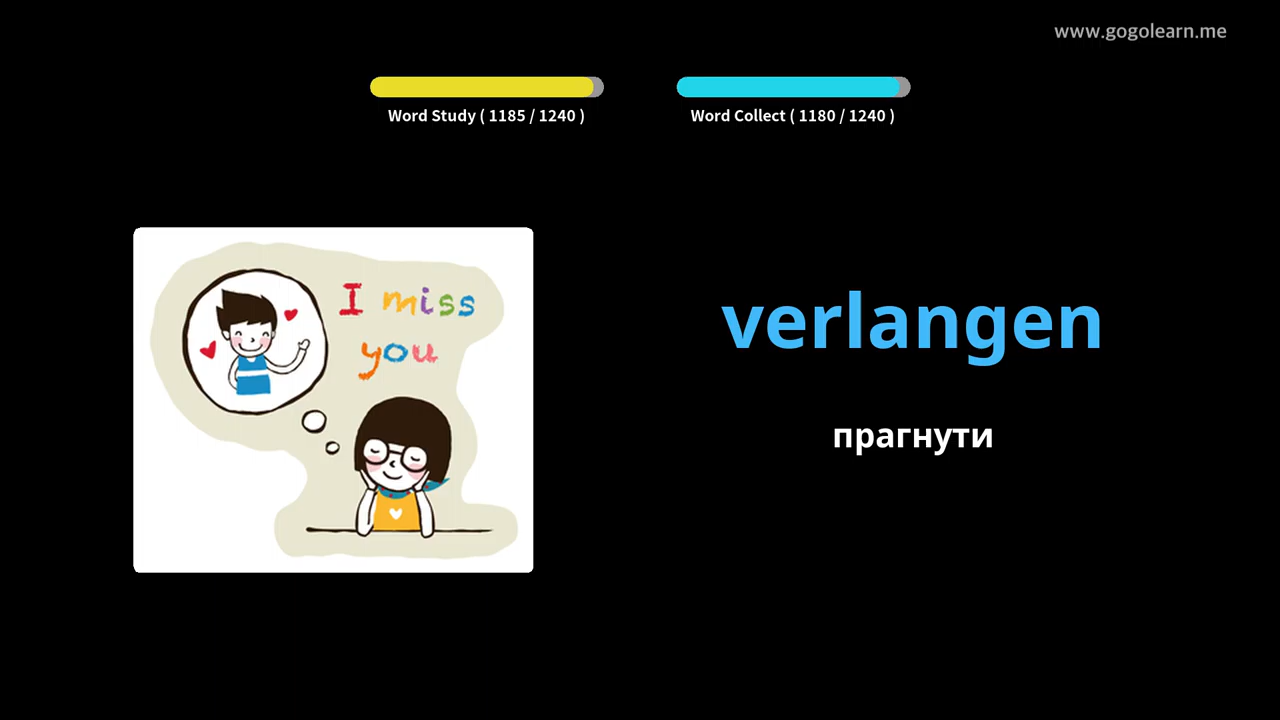 www.gogolearn.me
Word Study ( 1185 / 1240 )
Word Collect ( 1180 / 1240 )
I miss
you
verlangen
прагнути